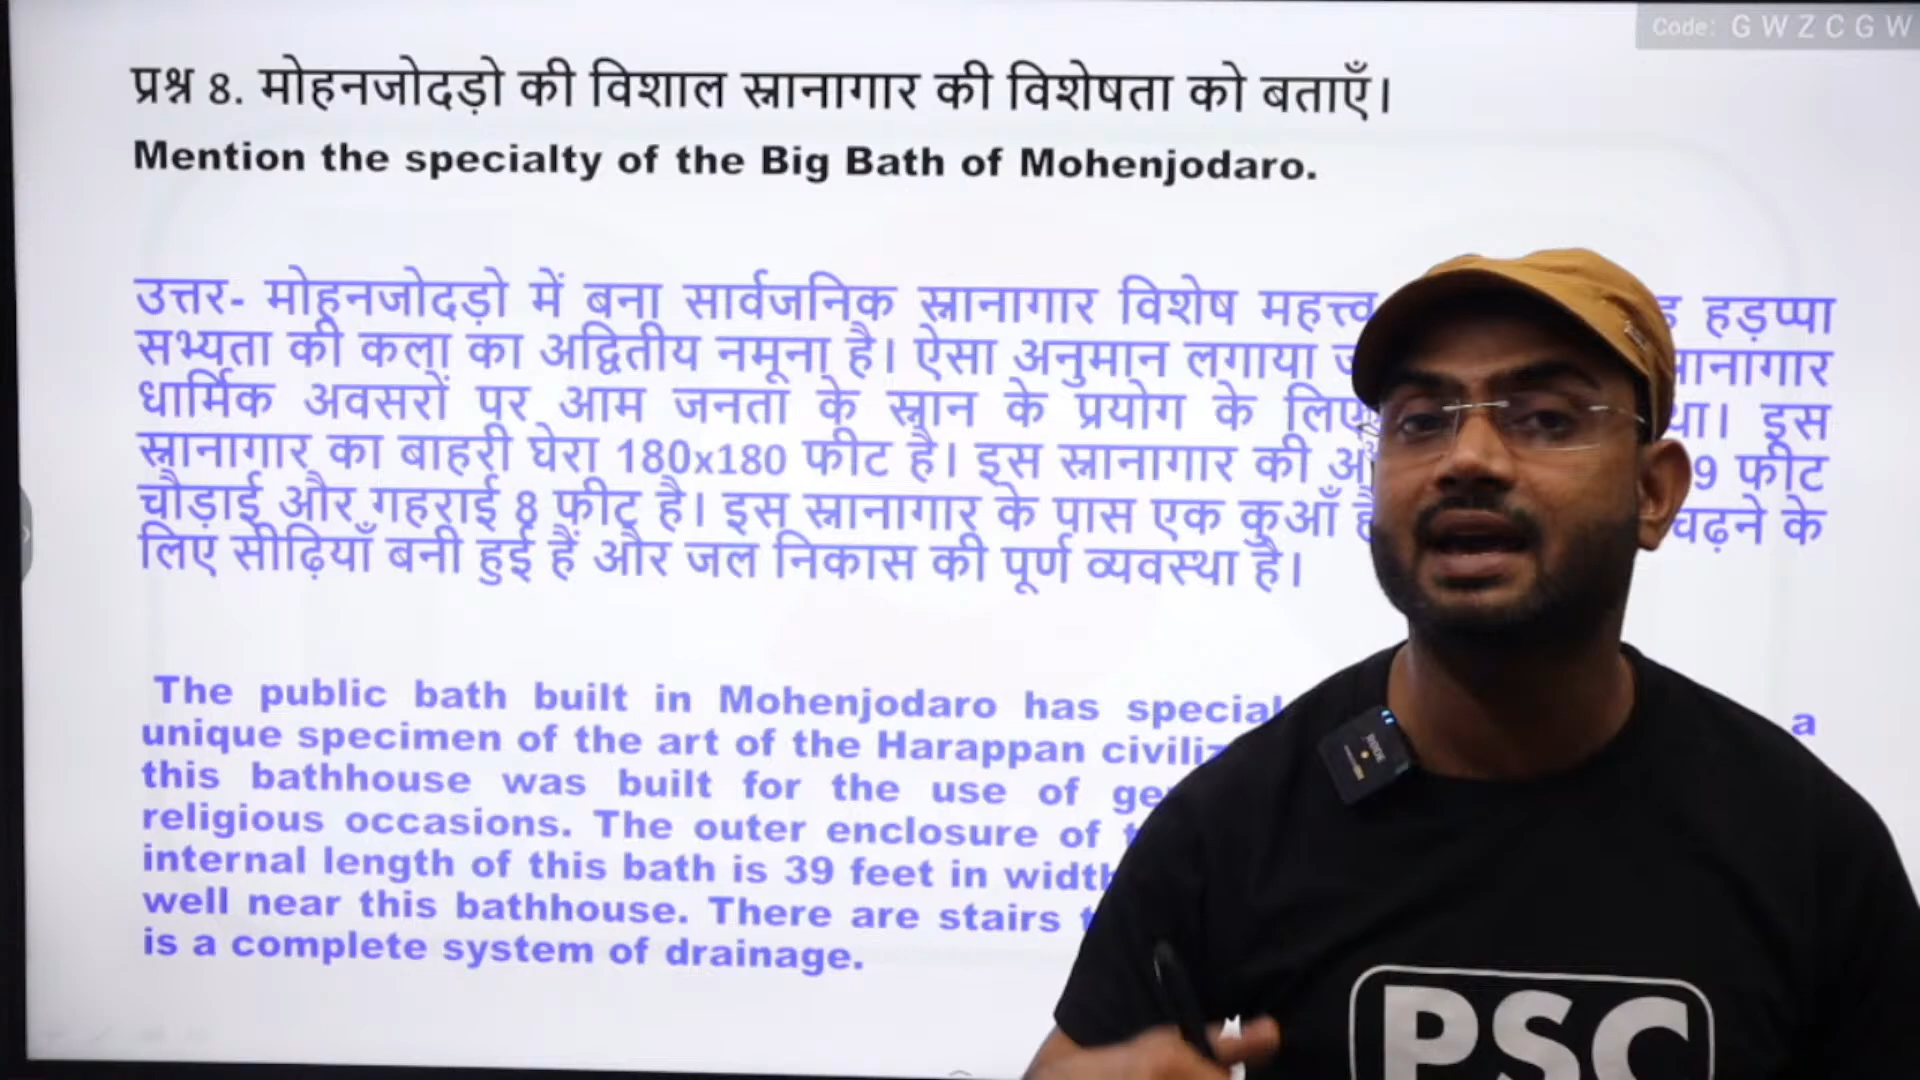 Code: G W Z C G W
प्रश्न 8. मोहनजोदड़ो की विशाल स्नानागार की विशेषता को बताएँ।
Mention the specialty of the Big Bath of Mohenjodaro.
उत्तर- मोहनजोदड़ो में बना सार्वजनिक स्नानागार विशेष महत्त्व हड़प्पा
सभ्यता की कला का अद्वितीय नमूना है। ऐसा अनुमान लगाया
धार्मिक अवसरों पर आम जनता के स्नान के प्रयोग के लिए था। इस
स्नानागार का बाहरी घेरा 180x180 फीट है। इस स्नानागार की 9 फीट
चौड़ाई और गहराई 8 फीट है। इस स्नानागार के पास एक कुआँ चढ़ने के
लिए सीढ़ियाँ बनी हुई हैं और जल निकास की पूर्ण व्यवस्था है।
The public bath built in Mohenjodaro has special a
unique specimen of the art of the Harappan
this bathhouse was built for the use of
religious occasions. The outer enclosure of
internal length of this bath is 39 feet in width
well near this bathhouse. There are stairs
is a complete system of drainage.
PSC